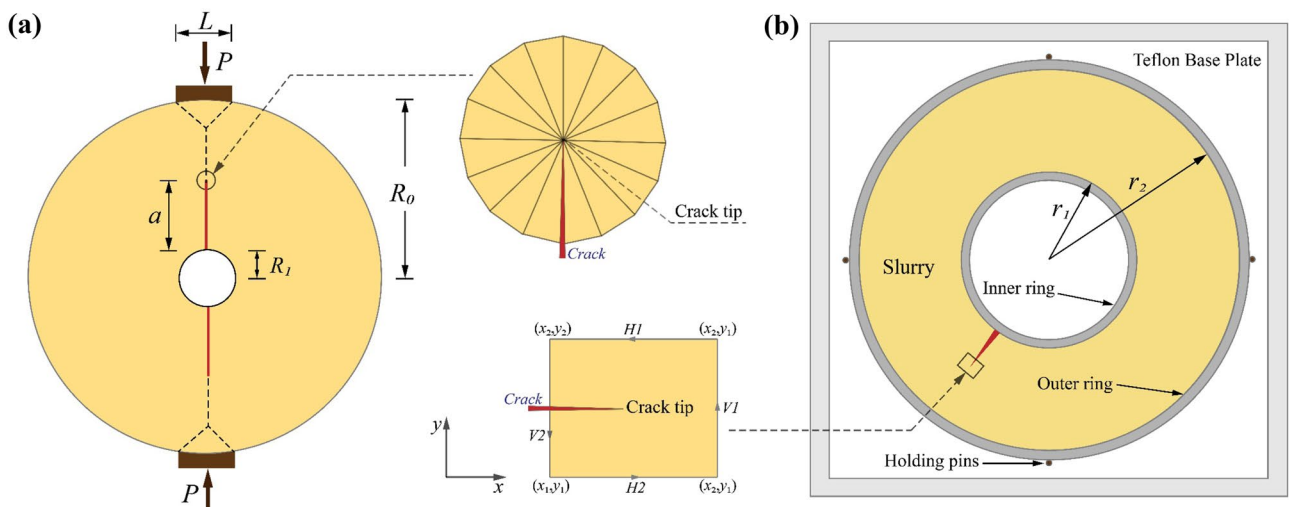 (a)
L
P
a
R₀
R₁
P
Crack tip
Crack
(x₂,y₂)
H1
(x₂,y₁)
Crack
Crack tip
V1
V2
y
x
(x₁,y₁)
H2
(x₂,y₁)
(b)
Teflon Base Plate
r₁
r₂
Slurry
Inner ring
Outer ring
Holding pins